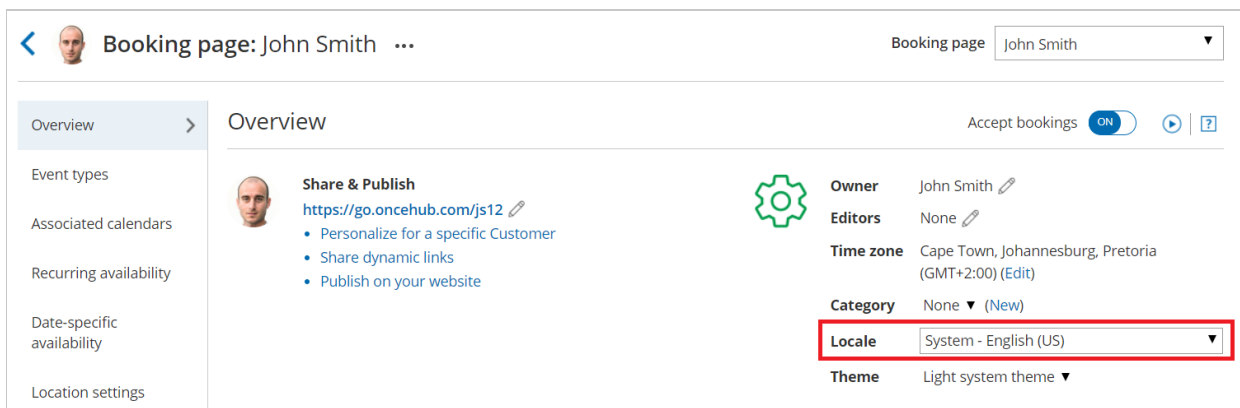 Booking page: John Smith ...
Booking page John Smith
Overview
Event types
Associated calendars
Recurring availability
Date-specific
availability
Location settings
Overview
Accept bookings ON
Share & Publish
https://go.oncehub.com/js12
• Personalize for a specific Customer
• Share dynamic links
• Publish on your website
Owner John Smith
Editors None
Time zone Cape Town, Johannesburg, Pretoria
(GMT+2:00) (Edit)
Category None (New)
Locale System - English (US)
Theme Light system theme